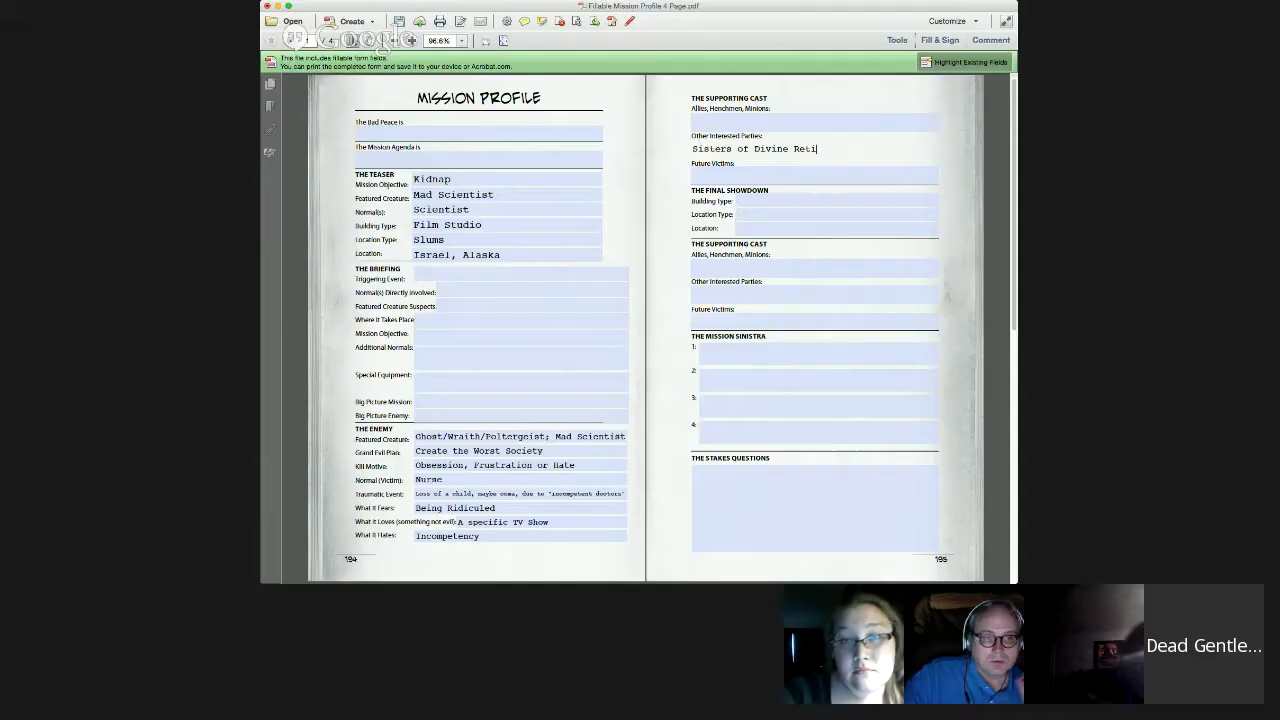 Fillable Mission Profile 4 Page.pdf
Open
Create
Customize
Google
1 / 4
96.6%
Tools
Fill & Sign
Comment
This file includes fillable form fields.
You can print the completed form and save it to your device or Acrobat.com.
Highlight Existing Fields
MISSION PROFILE
The Bad Peace is
The Mission Agenda is
THE TEASER
Mission Objective: Kidnap
Featured Creature: Mad Scientist
Normal(s): Scientist
Building Type: Film Studio
Location Type: Slums
Location: Israel, Alaska
THE BRIEFING
Triggering Event:
Normal(s) Directly Involved:
Featured Creature Suspects
Where It Takes Place
Mission Objective:
Additional Normals:
Special Equipment:
Big Picture Mission:
Big Picture Enemy:
THE ENEMY
Featured Creature: Ghost/Wraith/Poltergeist; Mad Scientist
Grand Evil Plan: Create the Worst Society
Kill Motive: Obsession, Frustration or Hate
Normal (Victim): Nurse
Traumatic Event: Loss of a child, maybe coma, due to "incompetent doctors"
What It Fears: Being Ridiculed
What It Loves (something not evil): A specific TV Show
What It Hates: Incompetency
194
THE SUPPORTING CAST
Allies, Henchmen, Minions:
Other Interested Parties:
Sisters of Divine Reti
Future Victims:
THE FINAL SHOWDOWN
Building Type:
Location Type:
Location:
THE SUPPORTING CAST
Allies, Henchmen, Minions:
Other Interested Parties:
Future Victims:
THE MISSION SINISTRA
1:
2:
3:
4:
THE STAKES QUESTIONS
195
Dead Gentle...